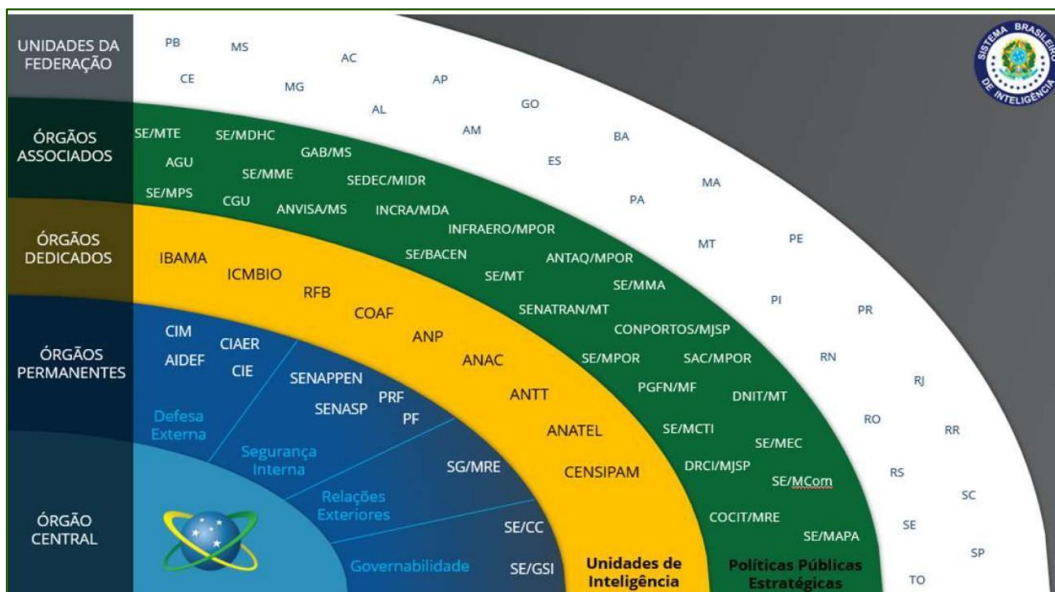 UNIDADES DA
FEDERAÇÃO
PB
MS
AC
CE
MG
AP
AL
GO
AM
BA
ES
MA
PA
MT
PE
PI
PR
RN
RJ
RO
RR
RS
SC
SE
SP
TO
SISTEMA BRASILEIRO
DE INTELIGÊNCIA
ÓRGÃOS
ASSOCIADOS
SE/MTE
SE/MDHC
GAB/MS
AGU
SE/MME
SEDEC/MIDR
SE/MPS
CGU
ANVISA/MS
INCRA/MDA
INFRAERO/MPOR
SE/BACEN
ANTAQ/MPOR
SE/MT
SE/MMA
SENATRAN/MT
CONPORTOS/MJSP
SE/MPOR
SAC/MPOR
PGFN/MF
DNIT/MT
SE/MCTI
SE/MEC
DRCI/MJSP
SE/MCom
COCIT/MRE
SE/MAPA
Políticas Públicas
Estratégicas
ÓRGÃOS
DEDICADOS
IBAMA
ICMBIO
RFB
COAF
ANP
ANAC
ANTT
ANATEL
CENSIPAM
Unidades de
Inteligência
ÓRGÃOS
PERMANENTES
CIM
CIAER
AIDEF
CIE
Defesa
Externa
SENAPPEN
PRF
SENASP
PF
Segurança
Interna
SG/MRE
Relações
Exteriores
SE/CC
Governabilidade
SE/GSI
ÓRGÃO
CENTRAL